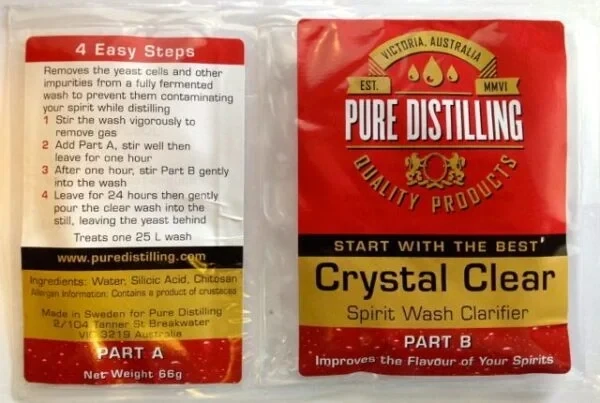 4 Easy Steps
Removes the yeast cells and other
impurities from a fully fermented
wash to prevent them contaminating
your spirit while distilling
1 Stir the wash vigorously to
remove gas
2 Add Part A, stir well then
leave for one hour
3 After one hour, stir Part B gently
into the wash
4 Leave for 24 hours then gently
pour the clear wash into the
still, leaving the yeast behind
Treats one 25 L wash
www.puredistilling.com
Ingredients: Water, Silicic Acid, Chitosan
Allergen Information: Contains a product of crustacea
Made in Sweden for Pure Distilling
2/104 Tanner St Breakwater
VIC 3219 Australia
PART A
Net Weight 66g
VICTORIA, AUSTRALIA
EST. MMVI
PURE DISTILLING
QUALITY PRODUCTS
START WITH THE BEST'
Crystal Clear
Spirit Wash Clarifier
PART B
Improves the Flavour of Your Spirits